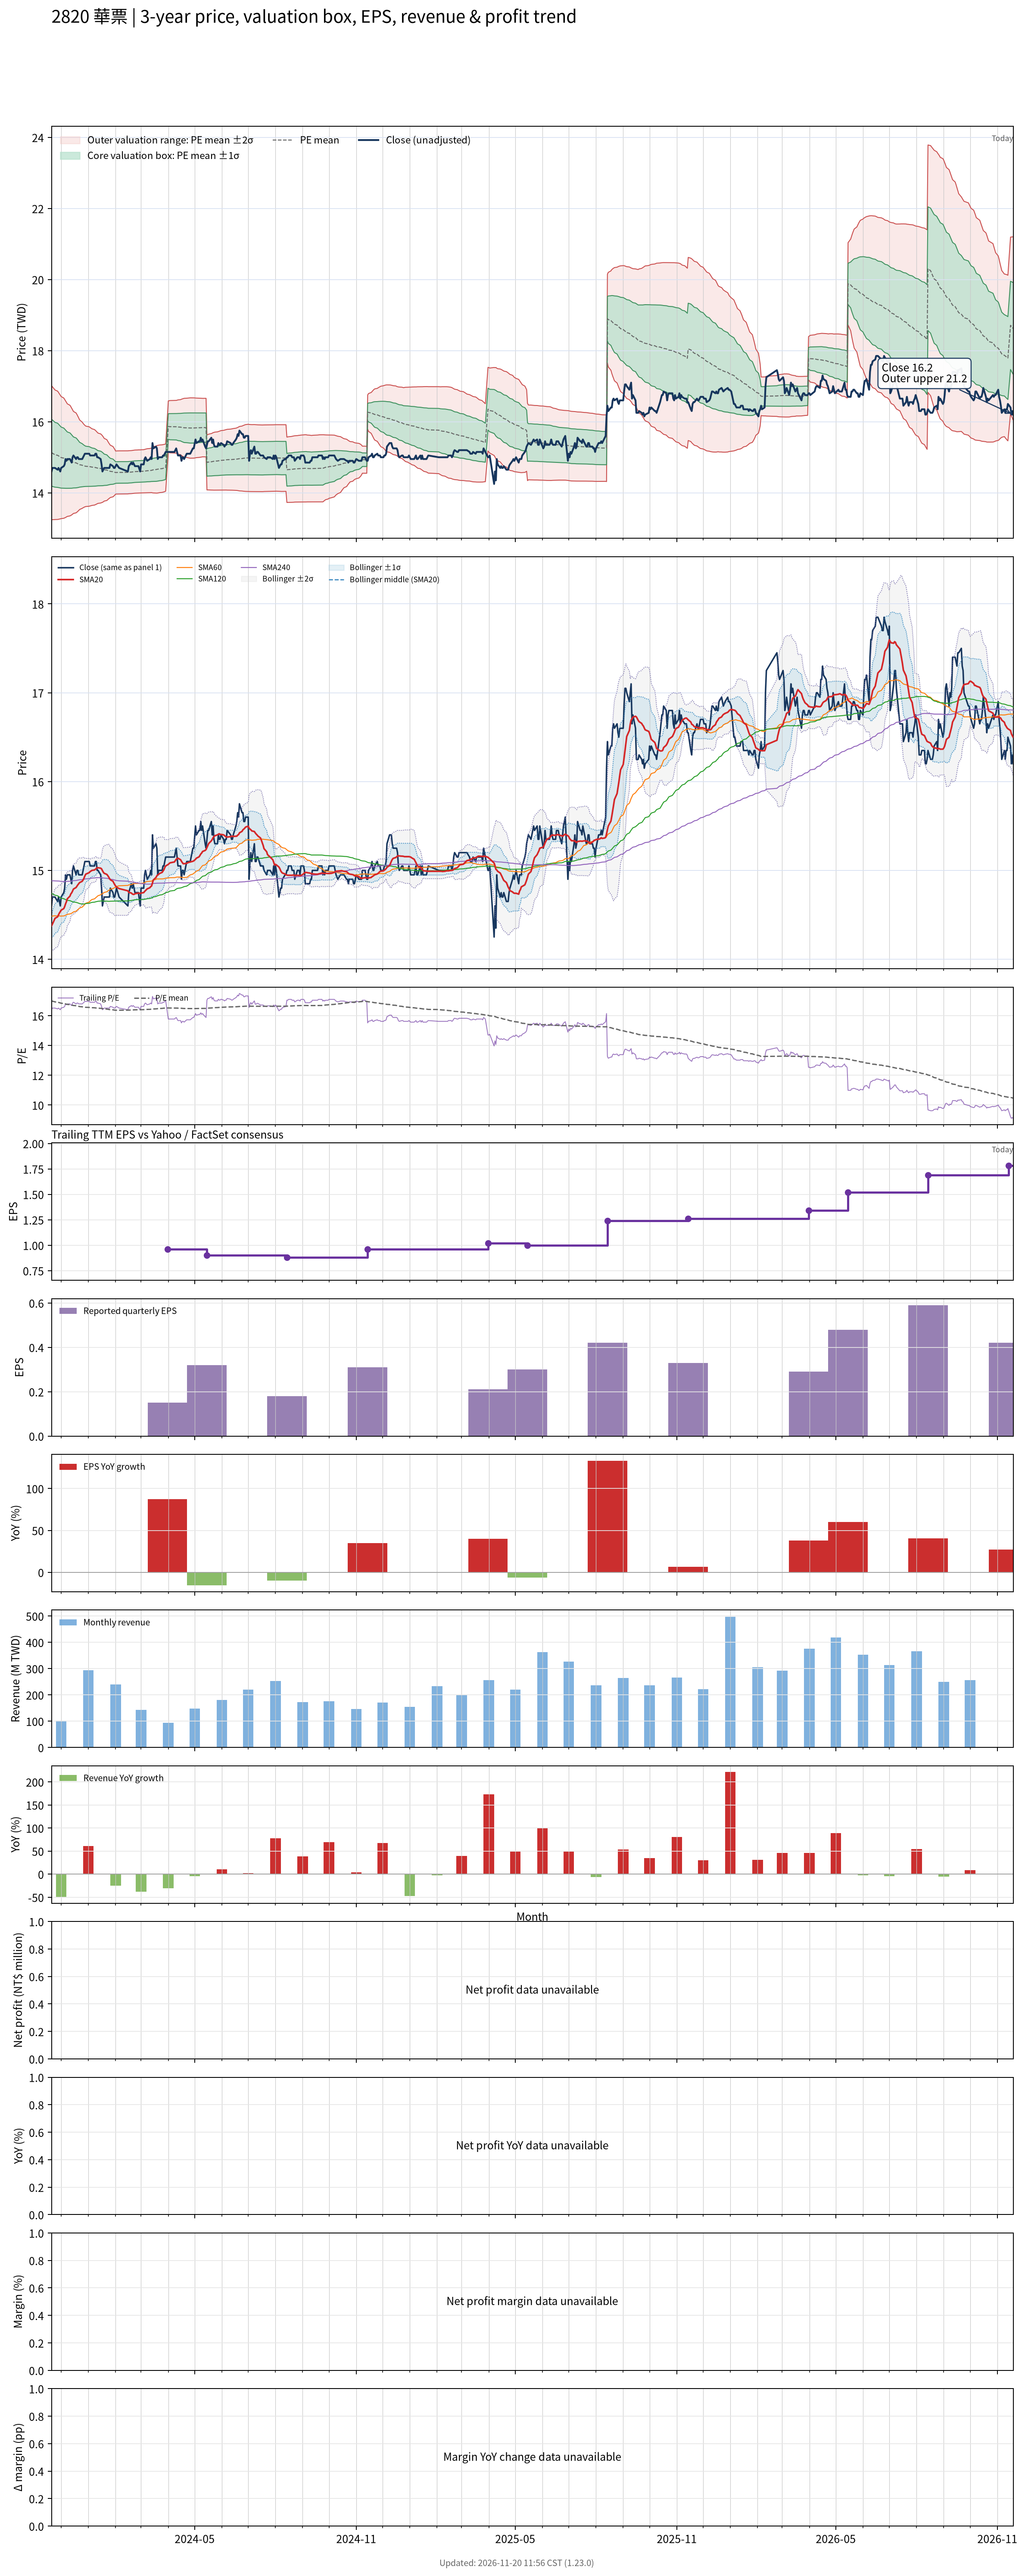 2820 華票 | 3-year price, valuation box, EPS, revenue & profit trend
Outer valuation range: PE mean ±2σ
Core valuation box: PE mean ±1σ
PE mean
Close (unadjusted)
Today
24
22
20
18
16
14
Price (TWD)
Close 16.2
Outer upper 21.2
Close (same as panel 1)
SMA20
SMA60
SMA120
SMA240
Bollinger ±2σ
Bollinger ±1σ
Bollinger middle (SMA20)
18
17
16
15
14
Price
Trailing P/E
P/E mean
16
14
12
10
P/E
Trailing TTM EPS vs Yahoo / FactSet consensus
Today
2.00
1.75
1.50
1.25
1.00
0.75
EPS
Reported quarterly EPS
0.6
0.4
0.2
0.0
EPS
EPS YoY growth
100
50
0
YoY (%)
Monthly revenue
500
400
300
200
100
0
Revenue (M TWD)
Revenue YoY growth
200
150
100
50
0
-50
YoY (%)
Month
1.0
0.8
0.6
0.4
0.2
0.0
Net profit (NT$ million)
Net profit data unavailable
1.0
0.8
0.6
0.4
0.2
0.0
YoY (%)
Net profit YoY data unavailable
1.0
0.8
0.6
0.4
0.2
0.0
Margin (%)
Net profit margin data unavailable
1.0
0.8
0.6
0.4
0.2
0.0
Δ margin (pp)
Margin YoY change data unavailable
2024-05
2024-11
2025-05
2025-11
2026-05
2026-11
Updated: 2026-11-20 11:56 CST (1.23.0)